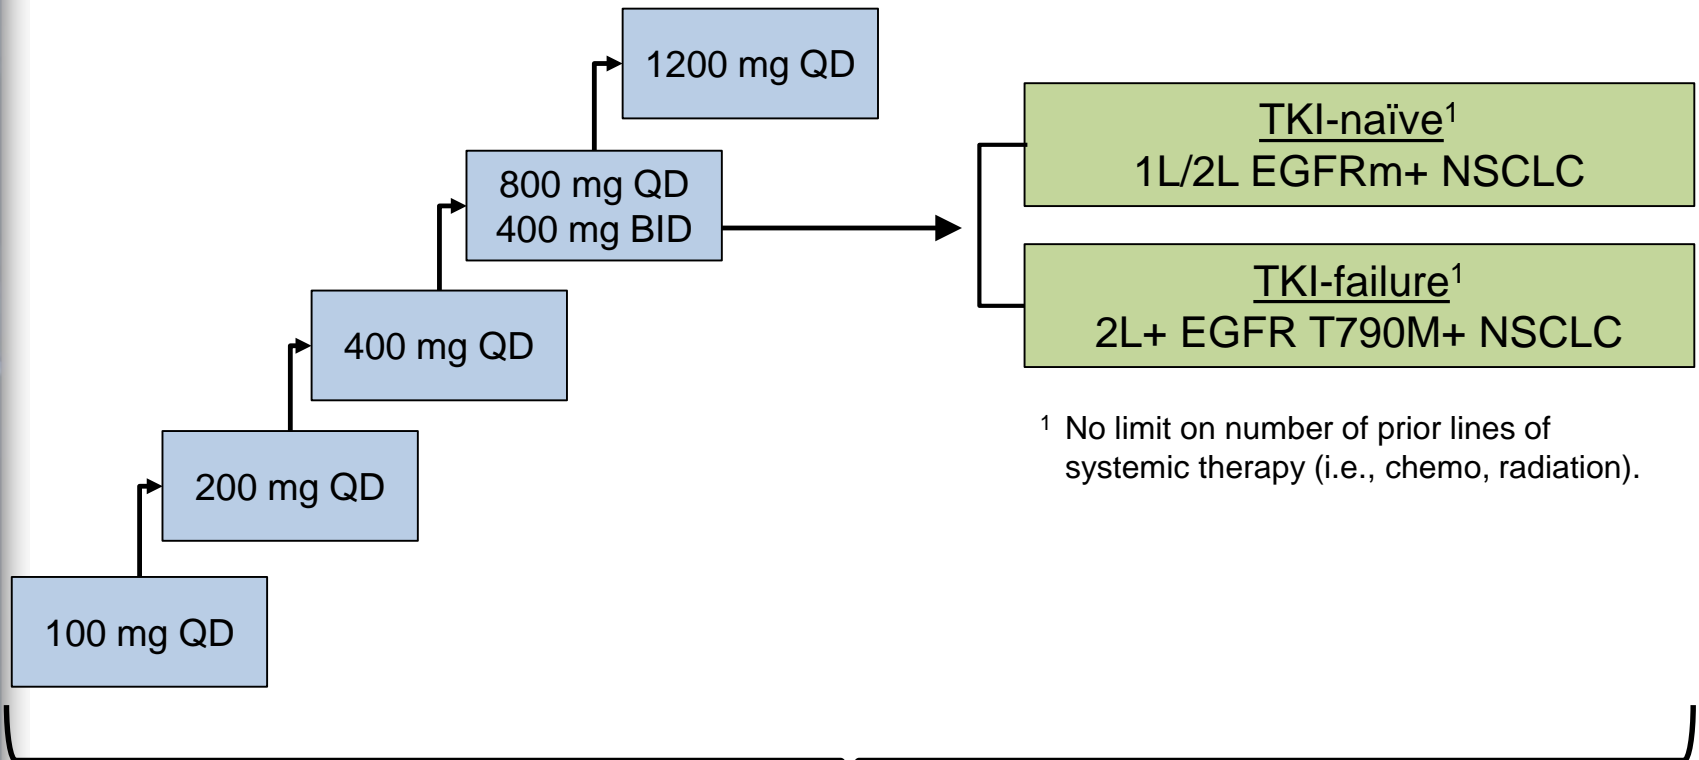 1200 mg QD
800 mg QD
400 mg BID
400 mg QD
200 mg QD
100 mg QD
TKI-naïve¹
1L/2L EGFRm+ NSCLC
TKI-failure¹
2L+ EGFR T790M+ NSCLC
¹ No limit on number of prior lines of
systemic therapy (i.e., chemo, radiation).